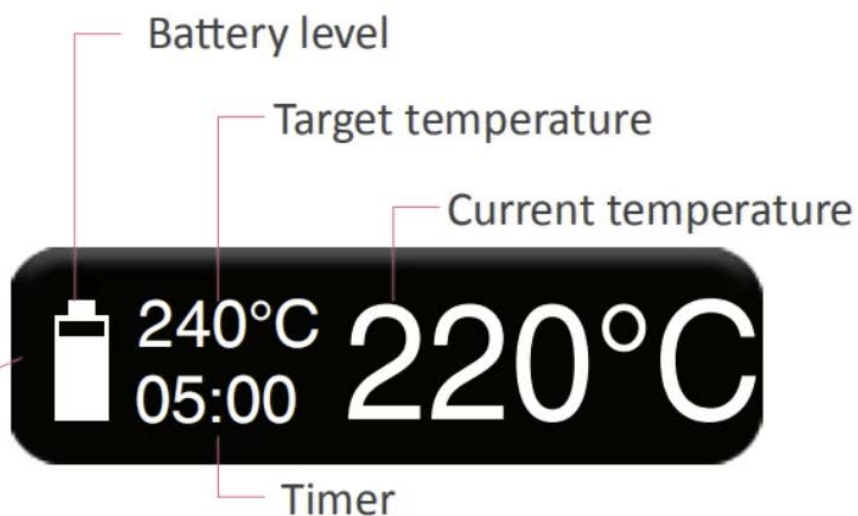 Battery level
Target temperature
Current temperature
240°C
05:00
220°C
Timer